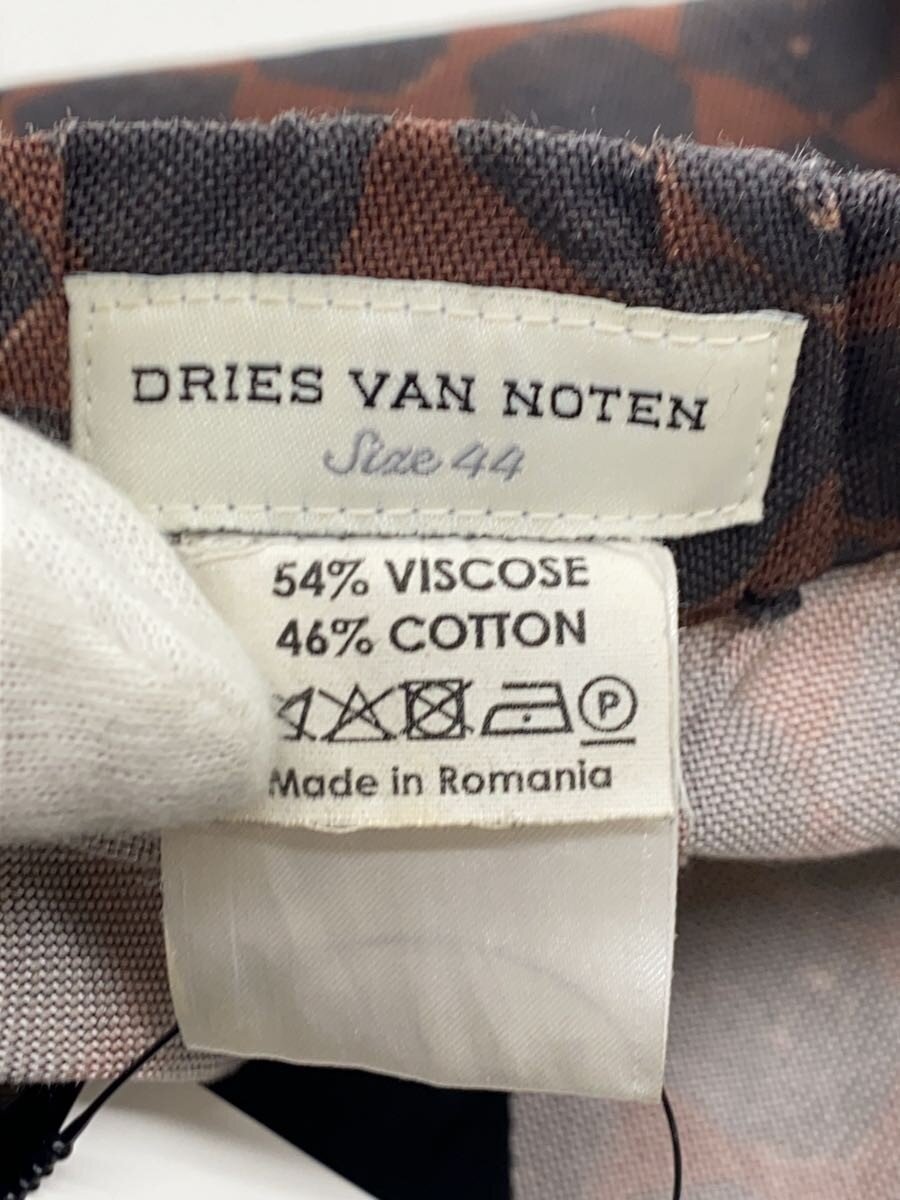 DRIES VAN NOTEN
Size 44
54% VISCOSE
46% COTTON
P
Made in Romania